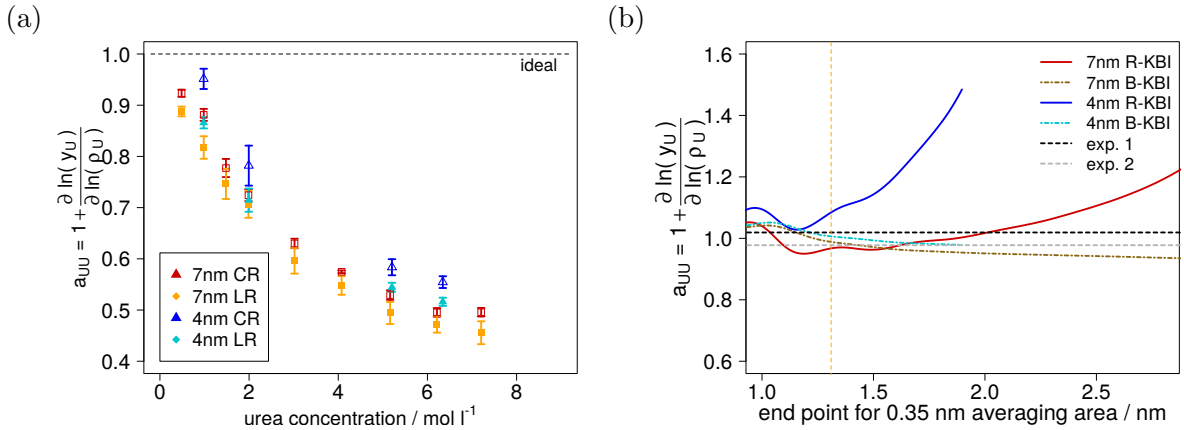 (a)
a_UU = 1 + ∂ ln( y_U ) / ∂ ln( ρ_U )
1.0
0.9
0.8
0.7
0.6
0.5
0.4
ideal
7nm CR
7nm LR
4nm CR
4nm LR
0 2 4 6 8
urea concentration / mol l⁻¹
(b)
a_UU = 1 + ∂ ln( y_U ) / ∂ ln( ρ_U )
1.6
1.4
1.2
1.0
0.8
0.6
7nm R-KBI
7nm B-KBI
4nm R-KBI
4nm B-KBI
exp. 1
exp. 2
1.0 1.5 2.0 2.5
end point for 0.35 nm averaging area / nm